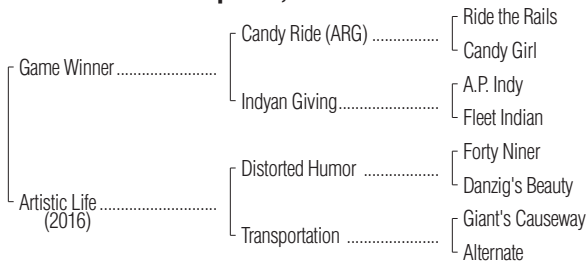 Ride the Rails
Candy Ride (ARG) ................
Candy Girl
Game Winner.......................
A.P. Indy
Indyan Giving.......................
Fleet Indian
Forty Niner
Distorted Humor .................
Danzig's Beauty
Artistic Life ...........................
(2016)
Giant's Causeway
Transportation .....................
Alternate